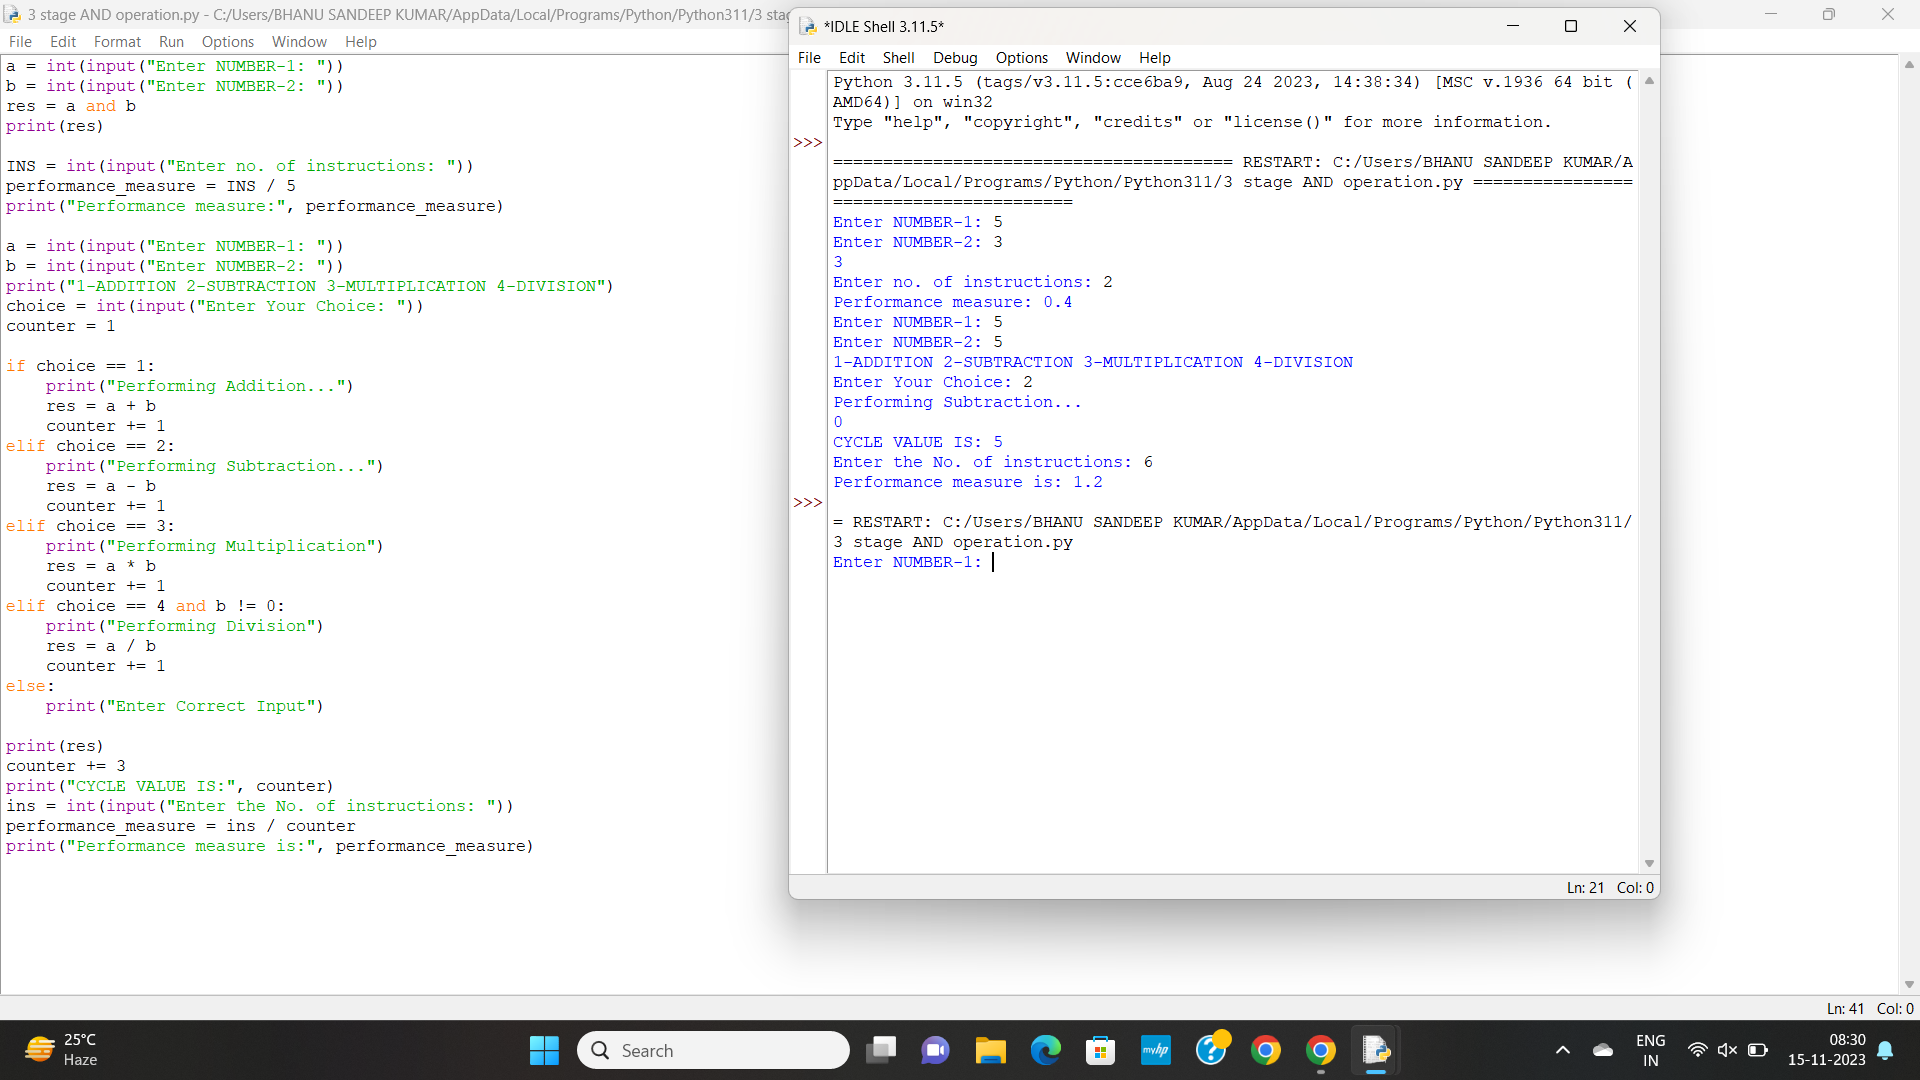 3 stage AND operation.py - C:/Users/BHANU SANDEEP KUMAR/AppData/Local/Programs/Python/Python311/3
File Edit Format Run Options Window Help
a = int(input("Enter NUMBER-1: "))
b = int(input("Enter NUMBER-2: "))
res = a and b
print(res)
INS = int(input("Enter no. of instructions: "))
performance_measure = INS / 5
print("Performance measure:", performance_measure)
a = int(input("Enter NUMBER-1: "))
b = int(input("Enter NUMBER-2: "))
print("1-ADDITION 2-SUBTRACTION 3-MULTIPLICATION 4-DIVISION")
choice = int(input("Enter Your Choice: "))
counter = 1
if choice == 1:
    print("Performing Addition...")
    res = a + b
    counter += 1
elif choice == 2:
    print("Performing Subtraction...")
    res = a - b
    counter += 1
elif choice == 3:
    print("Performing Multiplication")
    res = a * b
    counter += 1
elif choice == 4 and b != 0:
    print("Performing Division")
    res = a / b
    counter += 1
else:
    print("Enter Correct Input")
print(res)
counter += 3
print("CYCLE VALUE IS:", counter)
ins = int(input("Enter the No. of instructions: "))
performance_measure = ins / counter
print("Performance measure is:", performance_measure)
*IDLE Shell 3.11.5*
File Edit Shell Debug Options Window Help
Python 3.11.5 (tags/v3.11.5:cce6ba9, Aug 24 2023, 14:38:34) [MSC v.1936 64 bit (
AMD64)] on win32
Type "help", "copyright", "credits" or "license()" for more information.
>>>
======================================== RESTART: C:/Users/BHANU SANDEEP KUMAR/A
ppData/Local/Programs/Python/Python311/3 stage AND operation.py ================
========================
Enter NUMBER-1: 5
Enter NUMBER-2: 3
3
Enter no. of instructions: 2
Performance measure: 0.4
Enter NUMBER-1: 5
Enter NUMBER-2: 5
1-ADDITION 2-SUBTRACTION 3-MULTIPLICATION 4-DIVISION
Enter Your Choice: 2
Performing Subtraction...
0
CYCLE VALUE IS: 5
Enter the No. of instructions: 6
Performance measure is: 1.2
>>>
= RESTART: C:/Users/BHANU SANDEEP KUMAR/AppData/Local/Programs/Python/Python311/
3 stage AND operation.py
Enter NUMBER-1:
Ln: 21 Col: 0
Ln: 41 Col: 0
25°C
Haze
Search
myhp
ENG
IN
08:30
15-11-2023